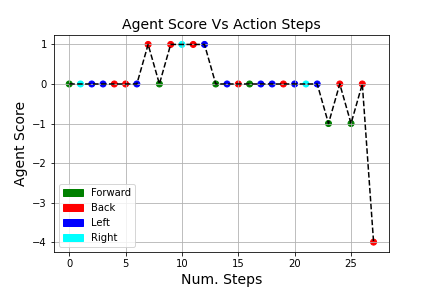 Agent Score Vs Action Steps
Agent Score
1
0
−1
−2
−3
−4
Forward
Back
Left
Right
0 5 10 15 20 25
Num. Steps